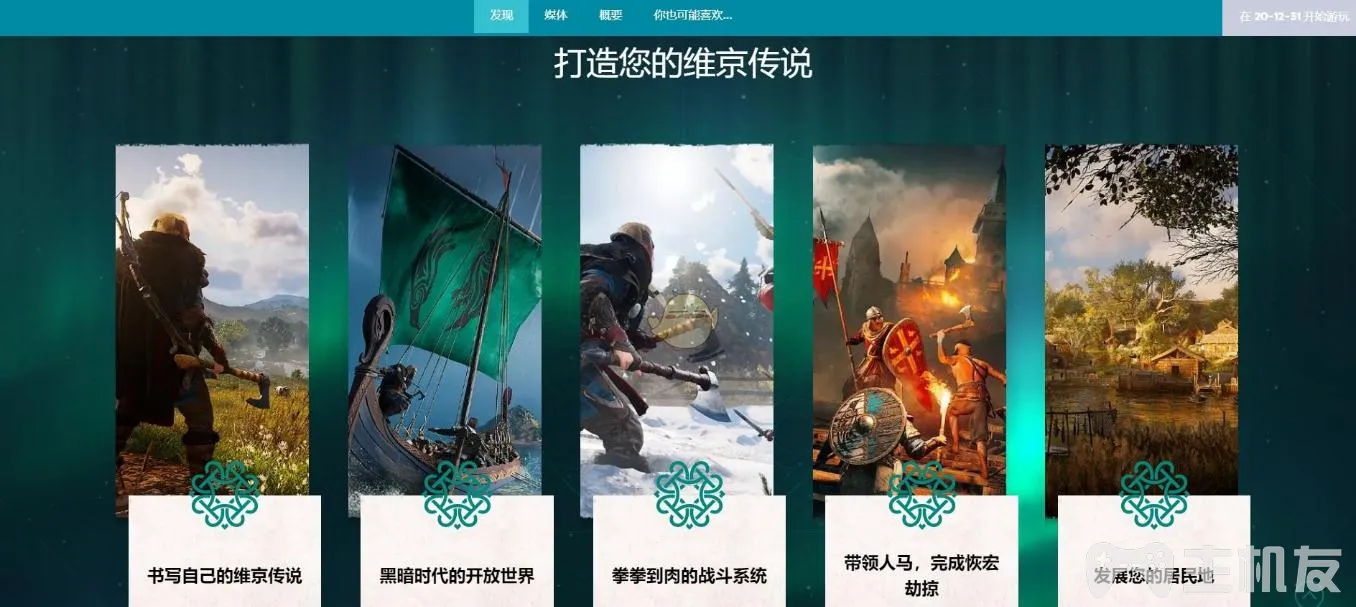 发现
媒体
概要
你也可能喜欢...
在 20-12-31 开始游玩
打造您的维京传说
书写自己的维京传说
黑暗时代的开放世界
拳拳到肉的战斗系统
带领人马，完成恢宏
劫掠
发展您的居民地
主机友